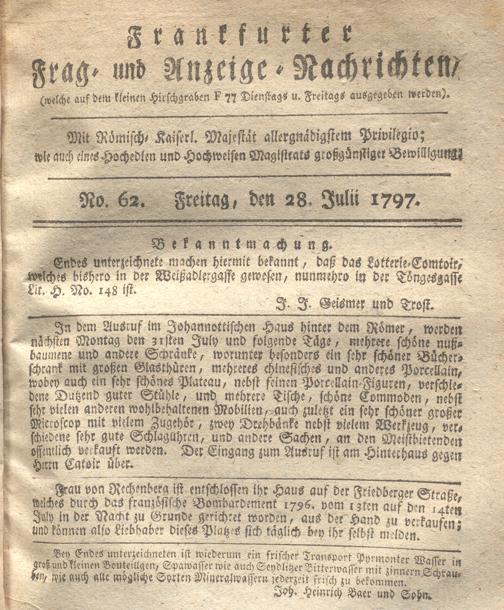 Frankfurter
Frag- und Anzeige-Nachrichten,
(welche auf dem kleinen Hirschgraben F 77 Dienstags u. Freitags ausgegeben werden).
Mit Römisch-Kaiserl. Majestät allergnädigstem Privilegio;
wie auch eines Hochedlen und Hochweisen Magistrats großgünstiger Bewilligung.
No. 62. Freitag, den 28. Julii 1797.
Bekanntmachung.
Endes unterzeichnete machen hiermit bekannt, daß das Lotterie-Comtoir,
welches bishero in der Weißadlergasse gewesen, nunmehro in der Töngesgasse
Lit. H. No. 148 ist.
J. J. Geismer und Trost.
In dem Ausruf im Johannottischen Haus hinter dem Römer, werden
nächsten Montag den 31sten July und folgende Täge, mehrere schöne nuß-
baumene und andere Schränke, worunter besonders ein sehr schöner Bücher-
schrank mit großen Glasthüren, mehreres chinesisches und anderes Porcellain,
wobey auch ein sehr schönes Plateau, nebst seinen Porcellain-Figuren, verschie-
dene Dutzend guter Stühle, und mehrere Tische, schöne Commoden, nebst
sehr vielen anderen wohlbehaltenen Mobilien, auch zuletzt ein sehr schöner großer
Microscop mit vielem Zugehör, zwey Drehbänke nebst vielem Werkzeug, ver-
schiedene sehr gute Schlaguhren, und andere Sachen, an den Meistbietenden
öffentlich verkauft werden. Der Eingang zum Ausruf ist am Hinterhaus gegen
Herrn Catoir über.
Frau von Rechenberg ist entschlossen ihr Haus auf der Friedberger Straße,
welches durch das französische Bombardement 1796. vom 13ten auf den 14ten
July in der Nacht zu Grunde gerichtet worden, aus der Hand zu verkaufen;
und können also Liebhaber dieses Platzes sich täglich bey ihr selbst melden.
Bey Endes unterzeichneten ist wiederum ein frischer Transport Pyrmonter Wasser in
groß und kleinen Bouteillen, Spawasser wie auch Seydlitzer Bitterwasser mit zinnern Schrau-
ben, wie auch alle mögliche Sorten Mineralwassern jederzeit frisch zu bekommen.
Joh. Heinrich Baer und Sohn.